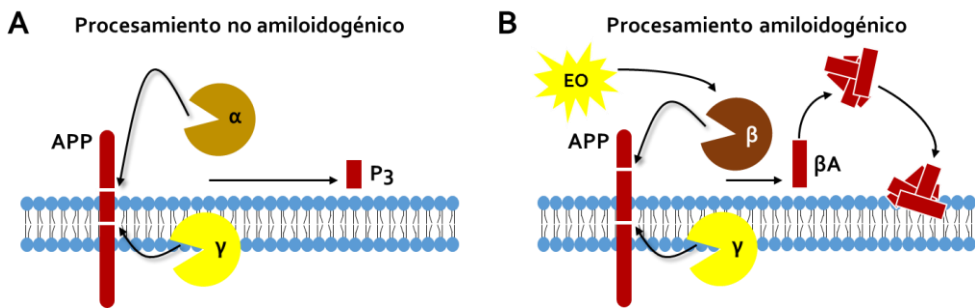 A
Procesamiento no amiloidogénico
α
APP
P3
γ
B
Procesamiento amiloidogénico
EO
β
APP
βA
γ